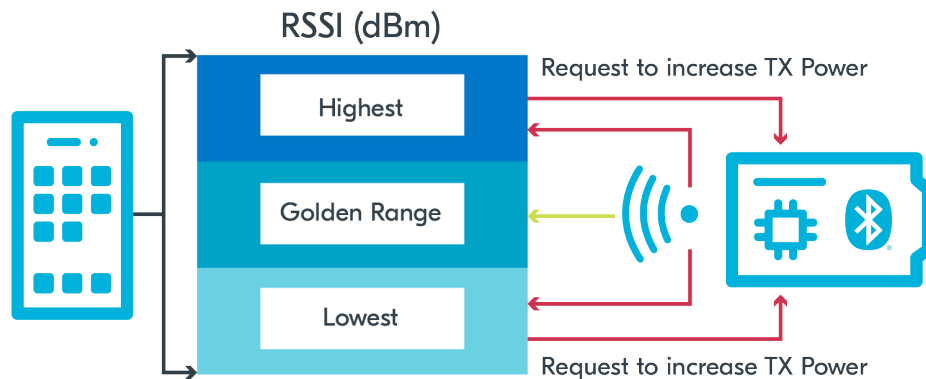 RSSI (dBm)
Request to increase TX Power
Highest
Golden Range
Lowest
Request to increase TX Power